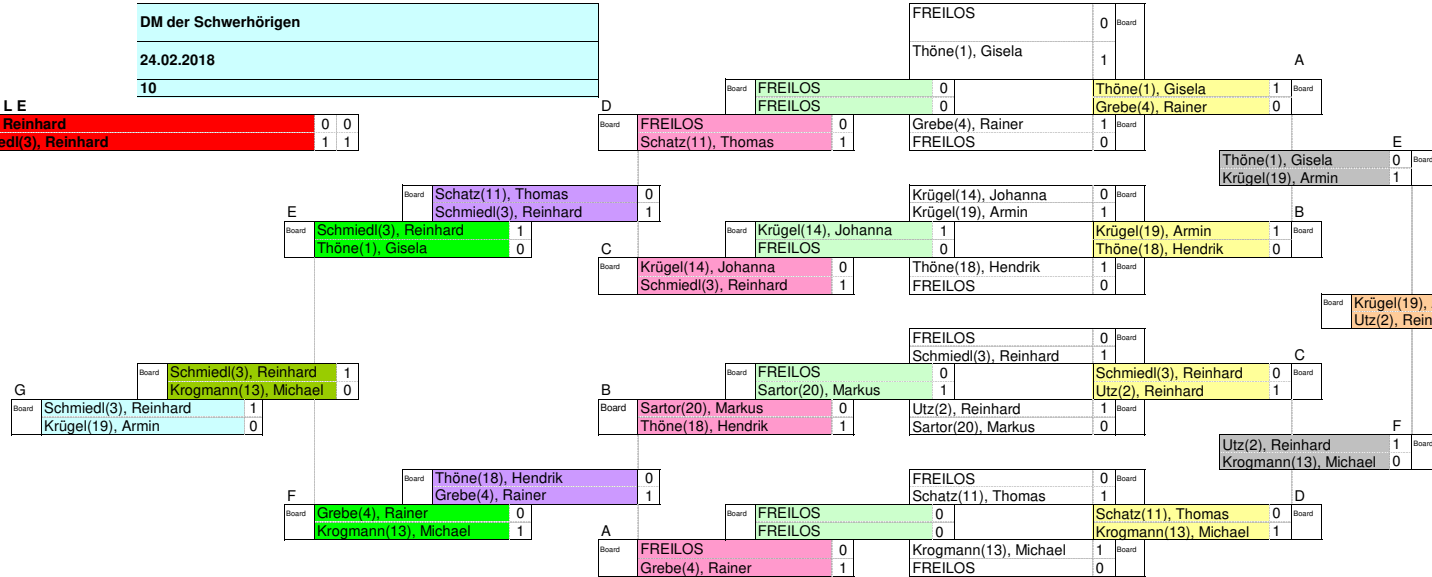 DM der Schwerhörigen
24.02.2018
10
L E
Reinhard 0 0
edl(3), Reinhard 1 1
FREILOS 0 Board
Thöne(1), Gisela 1
A
Board FREILOS 0
FREILOS 0
Thöne(1), Gisela 1 Board
Grebe(4), Rainer 0
D
Board FREILOS 0
Schatz(11), Thomas 1
Grebe(4), Rainer 1 Board
FREILOS 0
E
Thöne(1), Gisela 0 Board
Krügel(19), Armin 1
Board Schatz(11), Thomas 0
Schmiedl(3), Reinhard 1
Krügel(14), Johanna 0 Board
Krügel(19), Armin 1
E
B
Board Schmiedl(3), Reinhard 1
Thöne(1), Gisela 0
Board Krügel(14), Johanna 1
FREILOS 0
Krügel(19), Armin 1 Board
Thöne(18), Hendrik 0
C
Board Krügel(14), Johanna 0
Schmiedl(3), Reinhard 1
Thöne(18), Hendrik 1 Board
FREILOS 0
Board Krügel(19),
Utz(2), Rein
FREILOS 0 Board
Schmiedl(3), Reinhard 1
C
Board Schmiedl(3), Reinhard 1
Krogmann(13), Michael 0
Board FREILOS 0
Sartor(20), Markus 1
Schmiedl(3), Reinhard 0 Board
Utz(2), Reinhard 1
G
B
Board Schmiedl(3), Reinhard 1
Krügel(19), Armin 0
Board Sartor(20), Markus 0
Thöne(18), Hendrik 1
Utz(2), Reinhard 1 Board
Sartor(20), Markus 0
F
Utz(2), Reinhard 1 Board
Krogmann(13), Michael 0
Board Thöne(18), Hendrik 0
Grebe(4), Rainer 1
FREILOS 0 Board
Schatz(11), Thomas 1
F
D
Board Grebe(4), Rainer 0
Krogmann(13), Michael 1
Board FREILOS 0
FREILOS 0
Schatz(11), Thomas 0 Board
Krogmann(13), Michael 1
A
Board FREILOS 0
Grebe(4), Rainer 1
Krogmann(13), Michael 1 Board
FREILOS 0